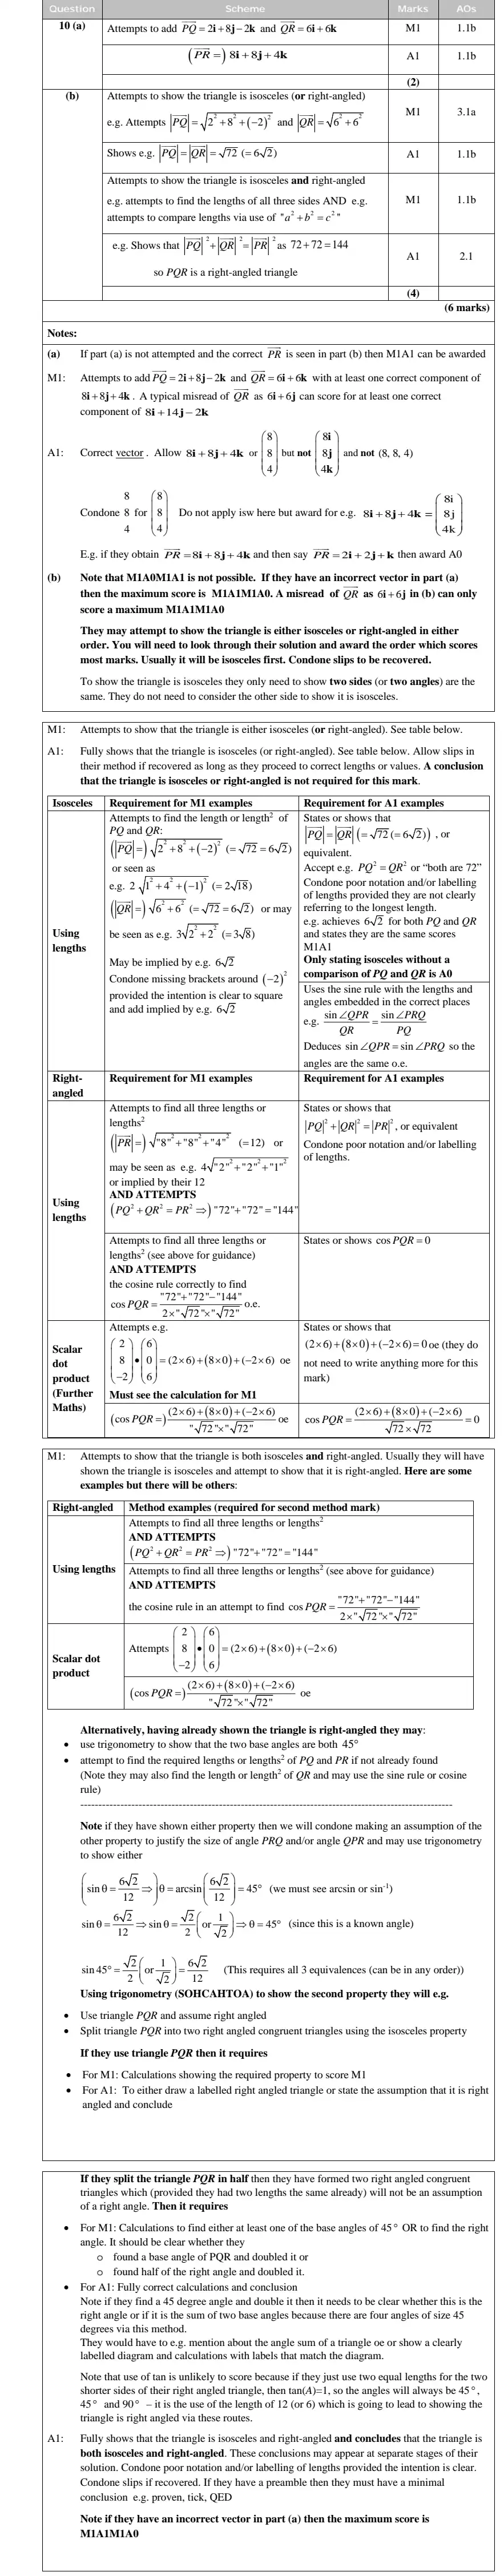 Question Scheme Marks AOs
10 (a) Attempts to add PQ⃗ = 2i + 8j − 2k and QR⃗ = 6i + 6k M1 1.1b
(PR⃗ =) 8i + 8j + 4k A1 1.1b
(2)
(b) Attempts to show the triangle is isosceles (or right-angled)
e.g. Attempts |PQ⃗| = √(2² + 8² + (−2)²) and |QR⃗| = √(6² + 6²) M1 3.1a
Shows e.g. |PQ⃗| = |QR⃗| = √72 (= 6√2) A1 1.1b
Attempts to show the triangle is isosceles and right-angled
e.g. attempts to find the lengths of all three sides AND e.g.
attempts to compare lengths via use of "a² + b² = c²" M1 1.1b
e.g. Shows that |PQ⃗|² + |QR⃗|² = |PR⃗|² as 72 + 72 = 144
so PQR is a right-angled triangle A1 2.1
(4)
(6 marks)
Notes:
(a) If part (a) is not attempted and the correct PR⃗ is seen in part (b) then M1A1 can be awarded
M1: Attempts to add PQ⃗ = 2i + 8j − 2k and QR⃗ = 6i + 6k with at least one correct component of
8i + 8j + 4k . A typical misread of QR⃗ as 6i + 6j can score for at least one correct
component of 8i + 14j − 2k
A1: Correct vector . Allow 8i + 8j + 4k or (8 8 4) but not (8i 8j 4k) and not (8, 8, 4)
Condone 8 8 4 for (8 8 4) Do not apply isw here but award for e.g. 8i + 8j + 4k = (8i 8j 4k)
E.g. if they obtain PR⃗ = 8i + 8j + 4k and then say PR⃗ = 2i + 2j + k then award A0
(b) Note that M1A0M1A1 is not possible. If they have an incorrect vector in part (a)
then the maximum score is M1A1M1A0. A misread of QR⃗ as 6i + 6j in (b) can only
score a maximum M1A1M1A0
They may attempt to show the triangle is either isosceles or right-angled in either
order. You will need to look through their solution and award the order which scores
most marks. Usually it will be isosceles first. Condone slips to be recovered.
To show the triangle is isosceles they only need to show two sides (or two angles) are the
same. They do not need to consider the other side to show it is isosceles.
M1: Attempts to show that the triangle is either isosceles (or right-angled). See table below.
A1: Fully shows that the triangle is isosceles (or right-angled). See table below. Allow slips in
their method if recovered as long as they proceed to correct lengths or values. A conclusion
that the triangle is isosceles or right-angled is not required for this mark.
Isosceles Requirement for M1 examples Requirement for A1 examples
Using
lengths
Attempts to find the length or length² of
PQ and QR:
(|PQ⃗| =) √(2² + 8² + (−2)²) (= √72 = 6√2)
or seen as
e.g. 2√(1² + 4² + (−1)²) (= 2√18)
(|QR⃗| =) √(6² + 6²) (= √72 = 6√2) or may
be seen as e.g. 3√(2² + 2²) (= 3√8)
May be implied by e.g. 6√2
Condone missing brackets around (−2)²
provided the intention is clear to square
and add implied by e.g. 6√2
States or shows that
|PQ⃗| = |QR⃗| (= √72 (= 6√2)) , or
equivalent.
Accept e.g. PQ² = QR² or “both are 72”
Condone poor notation and/or labelling
of lengths provided they are not clearly
referring to the longest length.
e.g. achieves 6√2 for both PQ and QR
and states they are the same scores
M1A1
Only stating isosceles without a
comparison of PQ and QR is A0
Uses the sine rule with the lengths and
angles embedded in the correct places
e.g. sin∠QPR / QR = sin∠PRQ / PQ
Deduces sin∠QPR = sin∠PRQ so the
angles are the same o.e.
Right-
angled
Requirement for M1 examples Requirement for A1 examples
Using
lengths
Attempts to find all three lengths or
lengths²
(|PR⃗| =) √("8"² + "8"² + "4"²) (= 12) or
may be seen as e.g. 4√("2"² + "2"² + "1"²)
or implied by their 12
AND ATTEMPTS
(PQ² + QR² = PR² ⇒) "72" + "72" = "144"
States or shows that
|PQ|² + |QR|² = |PR|², or equivalent
Condone poor notation and/or labelling
of lengths.
Attempts to find all three lengths or
lengths² (see above for guidance)
AND ATTEMPTS
the cosine rule correctly to find
cos PQR = ("72" + "72" − "144") / (2 × "√72" × "√72") o.e.
States or shows cos PQR = 0
Scalar
dot
product
(Further
Maths)
Attempts e.g.
(2 8 −2) • (6 0 6) = (2×6) + (8×0) + (−2×6) oe
Must see the calculation for M1
States or shows that
(2×6) + (8×0) + (−2×6) = 0 oe (they do
not need to write anything more for this
mark)
(cos PQR =) ((2×6) + (8×0) + (−2×6)) / ("√72" × "√72") oe
cos PQR = ((2×6) + (8×0) + (−2×6)) / (√72 × √72) = 0
M1: Attempts to show that the triangle is both isosceles and right-angled. Usually they will have
shown the triangle is isosceles and attempt to show that it is right-angled. Here are some
examples but there will be others:
Right-angled Method examples (required for second method mark)
Using lengths
Attempts to find all three lengths or lengths²
AND ATTEMPTS
(PQ² + QR² = PR² ⇒) "72" + "72" = "144"
Attempts to find all three lengths or lengths² (see above for guidance)
AND ATTEMPTS
the cosine rule in an attempt to find cos PQR = ("72" + "72" − "144") / (2 × "√72" × "√72")
Scalar dot
product
Attempts (2 8 −2) • (6 0 6) = (2×6) + (8×0) + (−2×6)
(cos PQR =) ((2×6) + (8×0) + (−2×6)) / ("√72" × "√72") oe
Alternatively, having already shown the triangle is right-angled they may:
• use trigonometry to show that the two base angles are both 45°
• attempt to find the required lengths or lengths² of PQ and PR if not already found
(Note they may also find the length or length² of QR and may use the sine rule or cosine
rule)
Note if they have shown either property then we will condone making an assumption of the
other property to justify the size of angle PRQ and/or angle QPR and may use trigonometry
to show either
(sin θ = 6√2/12 ⇒) θ = arcsin(6√2/12) = 45° (we must see arcsin or sin⁻¹)
sin θ = 6√2/12 ⇒ sin θ = √2/2 (or 1/√2) ⇒ θ = 45° (since this is a known angle)
sin 45° = √2/2 (or 1/√2) = 6√2/12 (This requires all 3 equivalences (can be in any order))
Using trigonometry (SOHCAHTOA) to show the second property they will e.g.
• Use triangle PQR and assume right angled
• Split triangle PQR into two right angled congruent triangles using the isosceles property
If they use triangle PQR then it requires
• For M1: Calculations showing the required property to score M1
• For A1: To either draw a labelled right angled triangle or state the assumption that it is right
angled and conclude
If they split the triangle PQR in half then they have formed two right angled congruent
triangles which (provided they had two lengths the same already) will not be an assumption
of a right angle. Then it requires
• For M1: Calculations to find either at least one of the base angles of 45° OR to find the right
angle. It should be clear whether they
o found a base angle of PQR and doubled it or
o found half of the right angle and doubled it.
• For A1: Fully correct calculations and conclusion
Note if they find a 45 degree angle and double it then it needs to be clear whether this is the
right angle or if it is the sum of two base angles because there are four angles of size 45
degrees via this method.
They would have to e.g. mention about the angle sum of a triangle oe or show a clearly
labelled diagram and calculations with labels that match the diagram.
Note that use of tan is unlikely to score because if they just use two equal lengths for the two
shorter sides of their right angled triangle, then tan(A)=1, so the angles will always be 45°,
45° and 90° – it is the use of the length of 12 (or 6) which is going to lead to showing the
triangle is right angled via these routes.
A1: Fully shows that the triangle is isosceles and right-angled and concludes that the triangle is
both isosceles and right-angled. These conclusions may appear at separate stages of their
solution. Condone poor notation and/or labelling of lengths provided the intention is clear.
Condone slips if recovered. If they have a preamble then they must have a minimal
conclusion e.g. proven, tick, QED
Note if they have an incorrect vector in part (a) then the maximum score is
M1A1M1A0